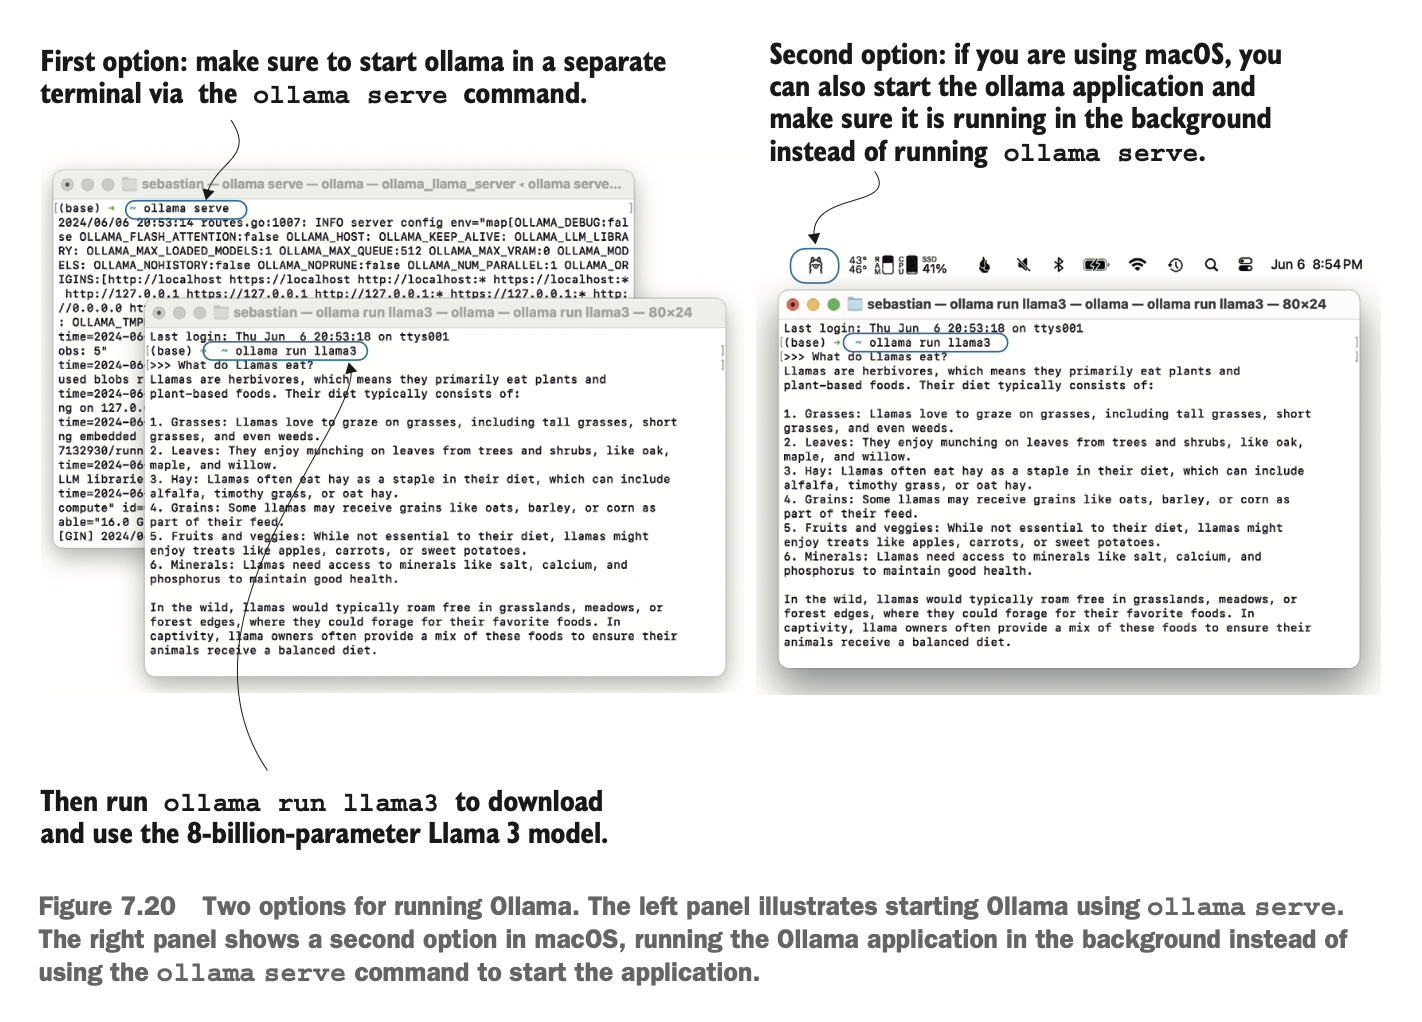 First option: make sure to start ollama in a separate
terminal via the ollama serve command.
Second option: if you are using macOS, you
can also start the ollama application and
make sure it is running in the background
instead of running ollama serve.
sebastian — ollama serve — ollama — ollama_llama_server ◂ ollama serve...
(base) → ~ ollama serve
2024/06/06 20:53:14 routes.go:1007: INFO server config env="map[OLLAMA_DEBUG:fal
se OLLAMA_FLASH_ATTENTION:false OLLAMA_HOST: OLLAMA_KEEP_ALIVE: OLLAMA_LLM_LIBRA
RY: OLLAMA_MAX_LOADED_MODELS:1 OLLAMA_MAX_QUEUE:512 OLLAMA_MAX_VRAM:0 OLLAMA_MOD
ELS: OLLAMA_NOHISTORY:false OLLAMA_NOPRUNE:false OLLAMA_NUM_PARALLEL:1 OLLAMA_OR
IGINS:[http://localhost https://localhost http://localhost:* https://localhost:*
http://127.0.0.1 https://127.0.0.1 http://127.0.0.1:* https://127.0.0.1:* http:
//0.0.0.0 ht
: OLLAMA_TMP
time=2024-06
obs: 5"
time=2024-06
used blobs r
time=2024-06
ng on 127.0.
time=2024-06
ng embedded
7132930/runn
time=2024-06
LLM librarie
time=2024-06
compute" id=
able="16.0 G
[GIN] 2024/0
sebastian — ollama run llama3 — ollama — ollama run llama3 — 80×24
Last login: Thu Jun 6 20:53:18 on ttys001
(base) → ~ ollama run llama3
>>> What do Llamas eat?
Llamas are herbivores, which means they primarily eat plants and
plant-based foods. Their diet typically consists of:
1. Grasses: Llamas love to graze on grasses, including tall grasses, short
grasses, and even weeds.
2. Leaves: They enjoy munching on leaves from trees and shrubs, like oak,
maple, and willow.
3. Hay: Llamas often eat hay as a staple in their diet, which can include
alfalfa, timothy grass, or oat hay.
4. Grains: Some llamas may receive grains like oats, barley, or corn as
part of their feed.
5. Fruits and veggies: While not essential to their diet, llamas might
enjoy treats like apples, carrots, or sweet potatoes.
6. Minerals: Llamas need access to minerals like salt, calcium, and
phosphorus to maintain good health.
In the wild, llamas would typically roam free in grasslands, meadows, or
forest edges, where they could forage for their favorite foods. In
captivity, llama owners often provide a mix of these foods to ensure their
animals receive a balanced diet.
43° 46° RAM CPU SSD 41% Jun 6 8:54 PM
sebastian — ollama run llama3 — ollama — ollama run llama3 — 80×24
Last login: Thu Jun 6 20:53:18 on ttys001
(base) → ~ ollama run llama3
>>> What do Llamas eat?
Llamas are herbivores, which means they primarily eat plants and
plant-based foods. Their diet typically consists of:
1. Grasses: Llamas love to graze on grasses, including tall grasses, short
grasses, and even weeds.
2. Leaves: They enjoy munching on leaves from trees and shrubs, like oak,
maple, and willow.
3. Hay: Llamas often eat hay as a staple in their diet, which can include
alfalfa, timothy grass, or oat hay.
4. Grains: Some llamas may receive grains like oats, barley, or corn as
part of their feed.
5. Fruits and veggies: While not essential to their diet, llamas might
enjoy treats like apples, carrots, or sweet potatoes.
6. Minerals: Llamas need access to minerals like salt, calcium, and
phosphorus to maintain good health.
In the wild, llamas would typically roam free in grasslands, meadows, or
forest edges, where they could forage for their favorite foods. In
captivity, llama owners often provide a mix of these foods to ensure their
animals receive a balanced diet.
Then run ollama run llama3 to download
and use the 8-billion-parameter Llama 3 model.
Figure 7.20 Two options for running Ollama. The left panel illustrates starting Ollama using ollama serve.
The right panel shows a second option in macOS, running the Ollama application in the background instead of
using the ollama serve command to start the application.